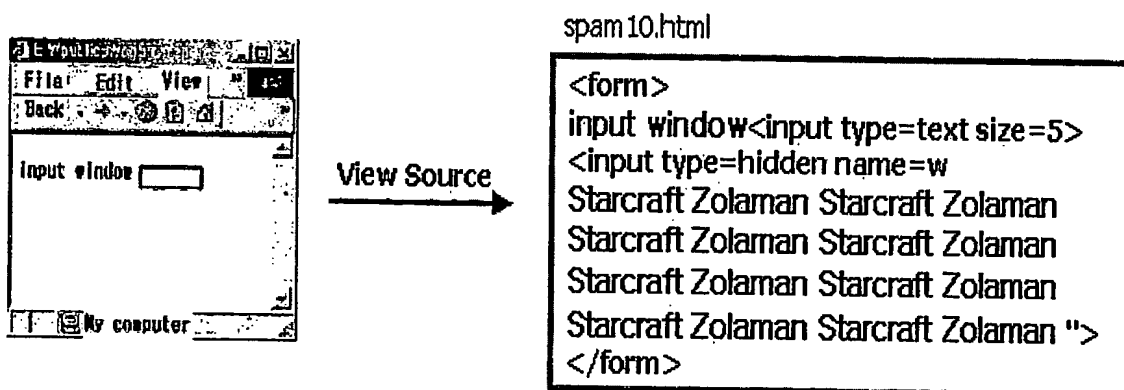 File Edit View »
Back
input window
My computer
View Source
spam10.html
<form>
input window<input type=text size=5>
<input type=hidden name=w
Starcraft Zolaman Starcraft Zolaman
Starcraft Zolaman Starcraft Zolaman
Starcraft Zolaman Starcraft Zolaman
Starcraft Zolaman Starcraft Zolaman ">
</form>